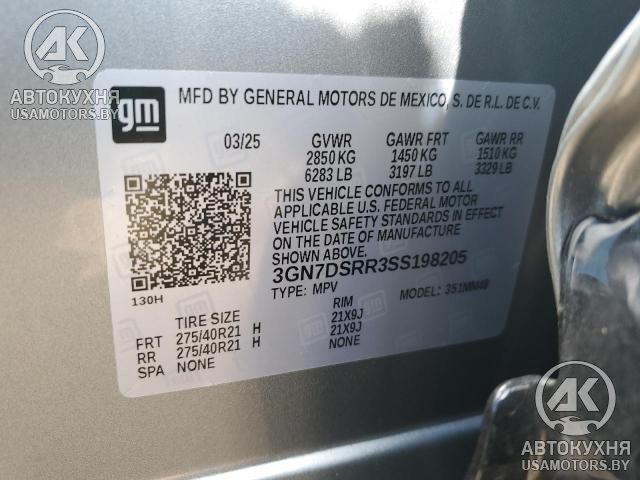 АК
АВТОКУХНЯ
USAMOTORS.BY
gm
MFD BY GENERAL MOTORS DE MEXICO, S. DE R.L. DE C.V.
03/25 GVWR GAWR FRT GAWR RR
2850 KG 1450 KG 1510 KG
6283 LB 3197 LB 3329 LB
THIS VEHICLE CONFORMS TO ALL
APPLICABLE U.S. FEDERAL MOTOR
VEHICLE SAFETY STANDARDS IN EFFECT
ON THE DATE OF MANUFACTURE
SHOWN ABOVE.
3GN7DSRR3SS198205
TYPE: MPV MODEL: 351MM48
130H
TIRE SIZE RIM
FRT 275/40R21 H 21X9J
RR 275/40R21 H 21X9J
SPA NONE NONE
АК
АВТОКУХНЯ
USAMOTORS.BY